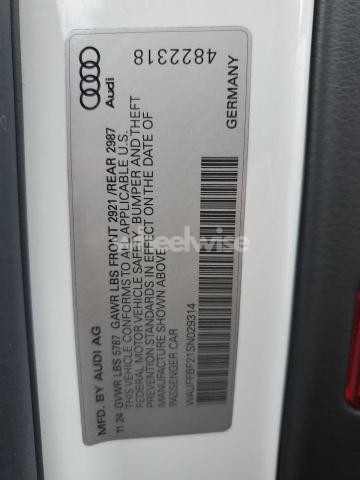 MFD. BY AUDI AG
11 24 GVWR LBS 5787 GAWR LBS FRONT 2921 /REAR 2987
THIS VEHICLE CONFORMS TO ALL APPLICABLE U.S.
FEDERAL MOTOR VEHICLE SAFETY, BUMPER AND THEFT
PREVENTION STANDARDS IN EFFECT ON THE DATE OF
MANUFACTURE SHOWN ABOVE
PASSENGER CAR
WAUFFBF21SN029314
Audi
4822318
GERMANY
wheelwise